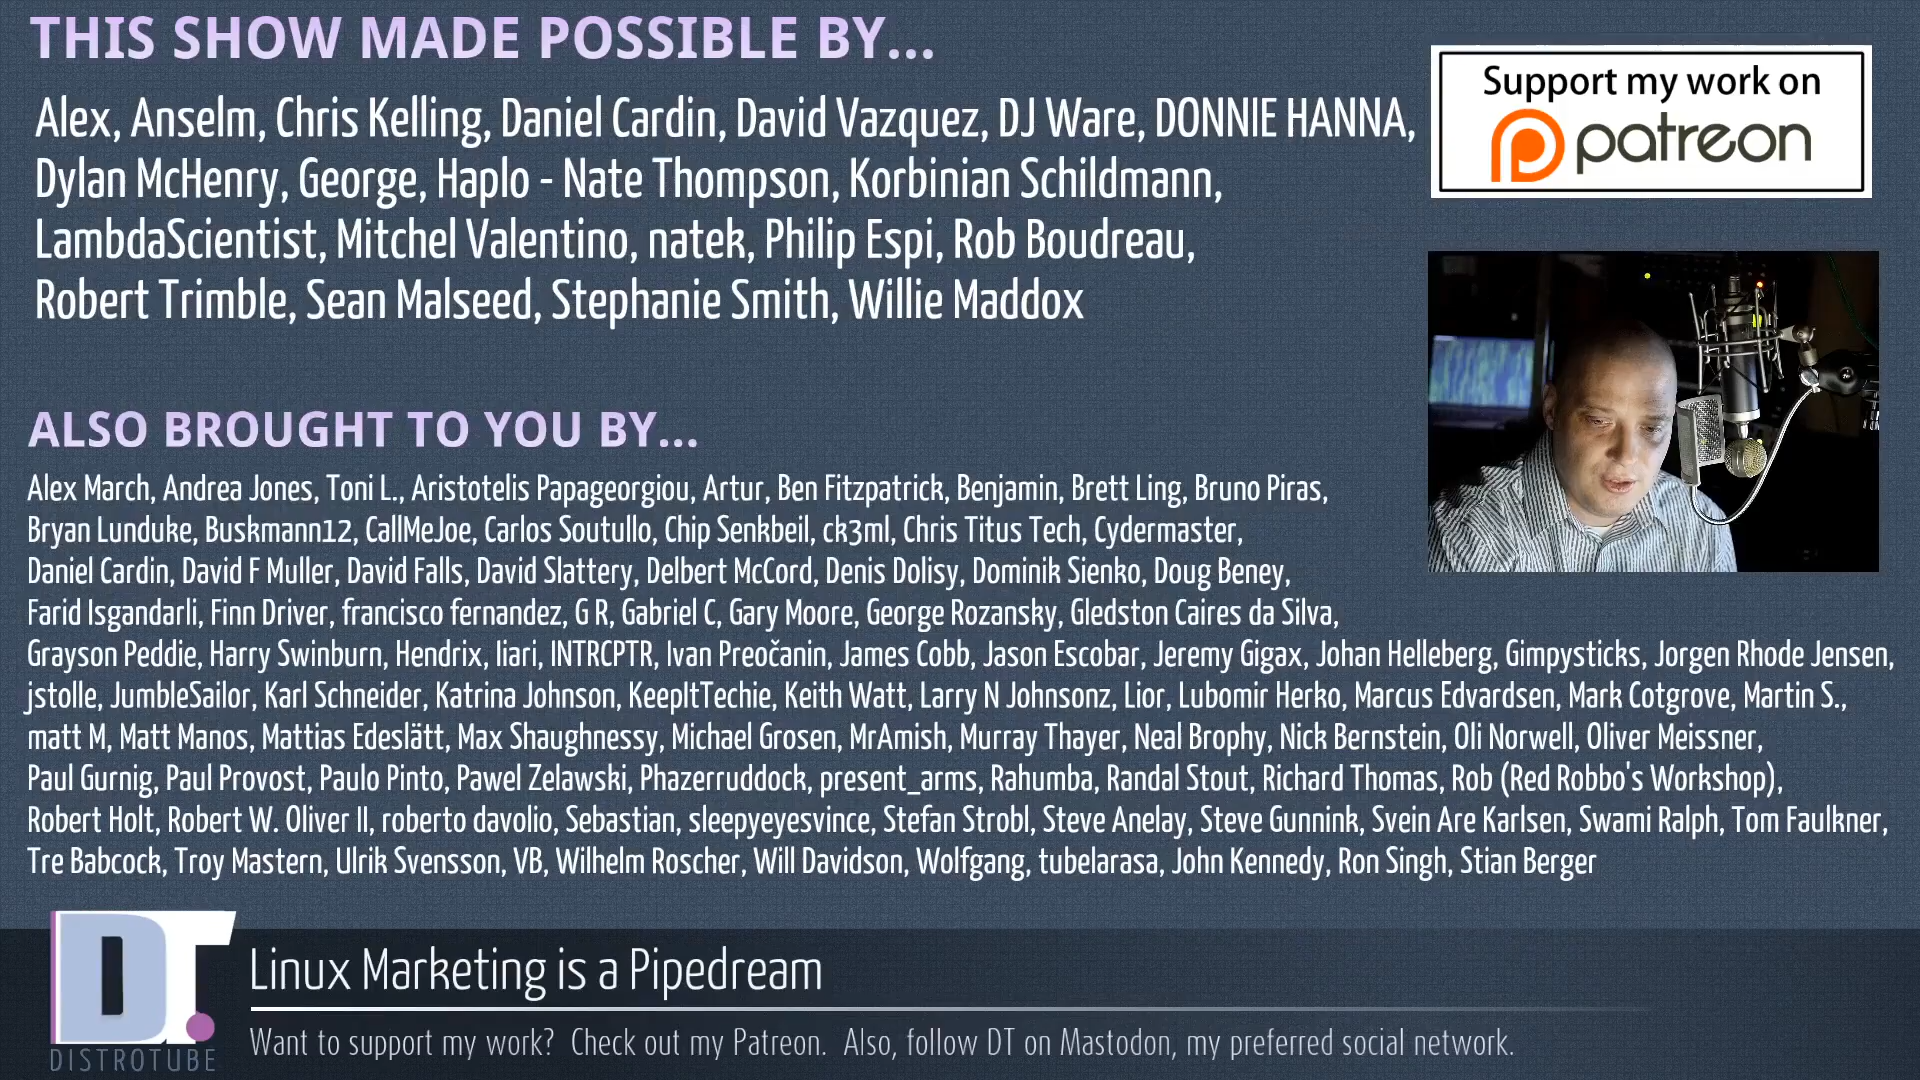 THIS SHOW MADE POSSIBLE BY...
Alex, Anselm, Chris Kelling, Daniel Cardin, David Vazquez, DJ Ware, DONNIE HANNA,
Dylan McHenry, George, Haplo - Nate Thompson, Korbinian Schildmann,
LambdaScientist, Mitchel Valentino, natek, Philip Espi, Rob Boudreau,
Robert Trimble, Sean Malseed, Stephanie Smith, Willie Maddox
Support my work on
patreon
ALSO BROUGHT TO YOU BY...
Alex March, Andrea Jones, Toni L., Aristotelis Papageorgiou, Artur, Ben Fitzpatrick, Benjamin, Brett Ling, Bruno Piras,
Bryan Lunduke, Buskmann12, CallMeJoe, Carlos Soutullo, Chip Senkbeil, ck3ml, Chris Titus Tech, Cydermaster,
Daniel Cardin, David F Muller, David Falls, David Slattery, Delbert McCord, Denis Dolisy, Dominik Sienko, Doug Beney,
Farid Isgandarli, Finn Driver, francisco fernandez, G R, Gabriel C, Gary Moore, George Rozansky, Gledston Caires da Silva,
Grayson Peddie, Harry Swinburn, Hendrix, Iiari, INTRCPTR, Ivan Preočanin, James Cobb, Jason Escobar, Jeremy Gigax, Johan Helleberg, Gimpysticks, Jorgen Rhode Jensen,
jstolle, JumbleSailor, Karl Schneider, Katrina Johnson, KeepItTechie, Keith Watt, Larry N Johnsonz, Lior, Lubomir Herko, Marcus Edvardsen, Mark Cotgrove, Martin S.,
matt M, Matt Manos, Mattias Edeslätt, Max Shaughnessy, Michael Grosen, MrAmish, Murray Thayer, Neal Brophy, Nick Bernstein, Oli Norwell, Oliver Meissner,
Paul Gurnig, Paul Provost, Paulo Pinto, Pawel Zelawski, Phazerruddock, present_arms, Rahumba, Randal Stout, Richard Thomas, Rob (Red Robbo's Workshop),
Robert Holt, Robert W. Oliver II, roberto davolio, Sebastian, sleepyeyesvince, Stefan Strobl, Steve Anelay, Steve Gunnink, Svein Are Karlsen, Swami Ralph, Tom Faulkner,
Tre Babcock, Troy Mastern, Ulrik Svensson, VB, Wilhelm Roscher, Will Davidson, Wolfgang, tubelarasa, John Kennedy, Ron Singh, Stian Berger
DT
DISTROTUBE
Linux Marketing is a Pipedream
Want to support my work? Check out my Patreon. Also, follow DT on Mastodon, my preferred social network.